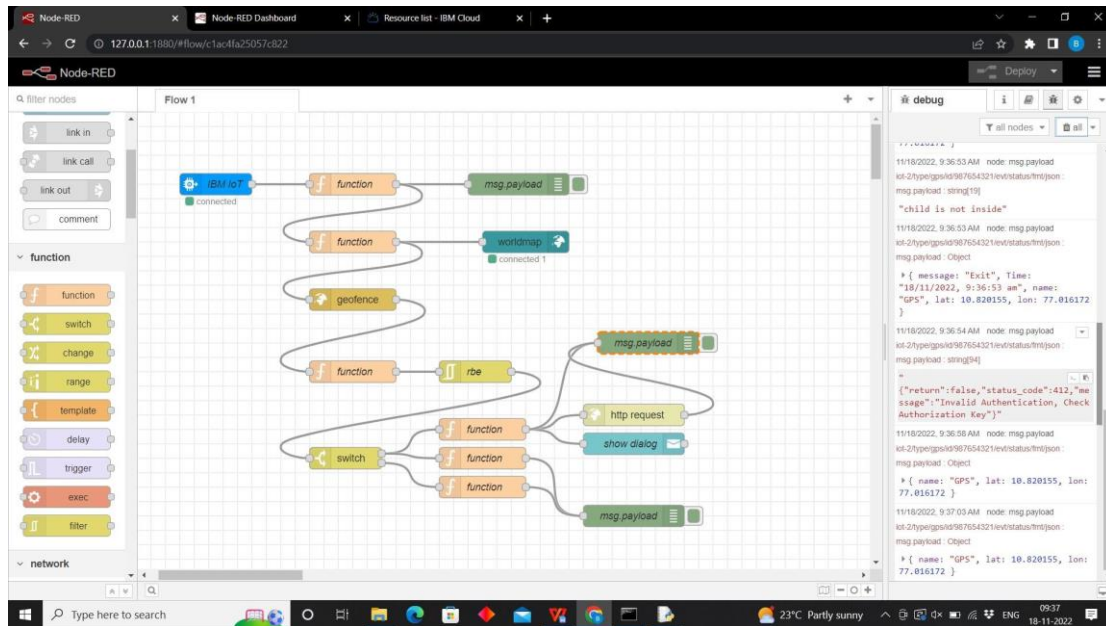 Node-RED
Node-RED Dashboard
Resource list - IBM Cloud
127.0.0.1:1880/#flow/c1ac4fa25057c822
B
Node-RED
Deploy
filter nodes
Flow 1
debug
i
all nodes
all
link in
link call
link out
comment
function
function
switch
change
range
template
delay
trigger
exec
filter
network
IBM IoT
connected
function
msg.payload
function
worldmap
connected 1
geofence
function
rbe
msg.payload
http request
function
show dialog
switch
function
function
msg.payload
77.016172 }
11/18/2022, 9:36:53 AM node: msg.payload
iot-2/type/gps/id/987654321/evt/status/fmt/json :
msg.payload : string[19]
"child is not inside"
11/18/2022, 9:36:53 AM node: msg.payload
iot-2/type/gps/id/987654321/evt/status/fmt/json :
msg.payload : Object
{ message: "Exit", Time:
"18/11/2022, 9:36:53 am", name:
"GPS", lat: 10.820155, lon: 77.016172
}
11/18/2022, 9:36:54 AM node: msg.payload
iot-2/type/gps/id/987654321/evt/status/fmt/json :
msg.payload : string[94]
"
{"return":false,"status_code":412,"me
ssage":"Invalid Authentication, Check
Authorization Key"}"
11/18/2022, 9:36:58 AM node: msg.payload
iot-2/type/gps/id/987654321/evt/status/fmt/json :
msg.payload : Object
{ name: "GPS", lat: 10.820155, lon:
77.016172 }
11/18/2022, 9:37:03 AM node: msg.payload
iot-2/type/gps/id/987654321/evt/status/fmt/json :
msg.payload : Object
{ name: "GPS", lat: 10.820155, lon:
77.016172 }
Type here to search
23°C Partly sunny
ENG
09:37
18-11-2022